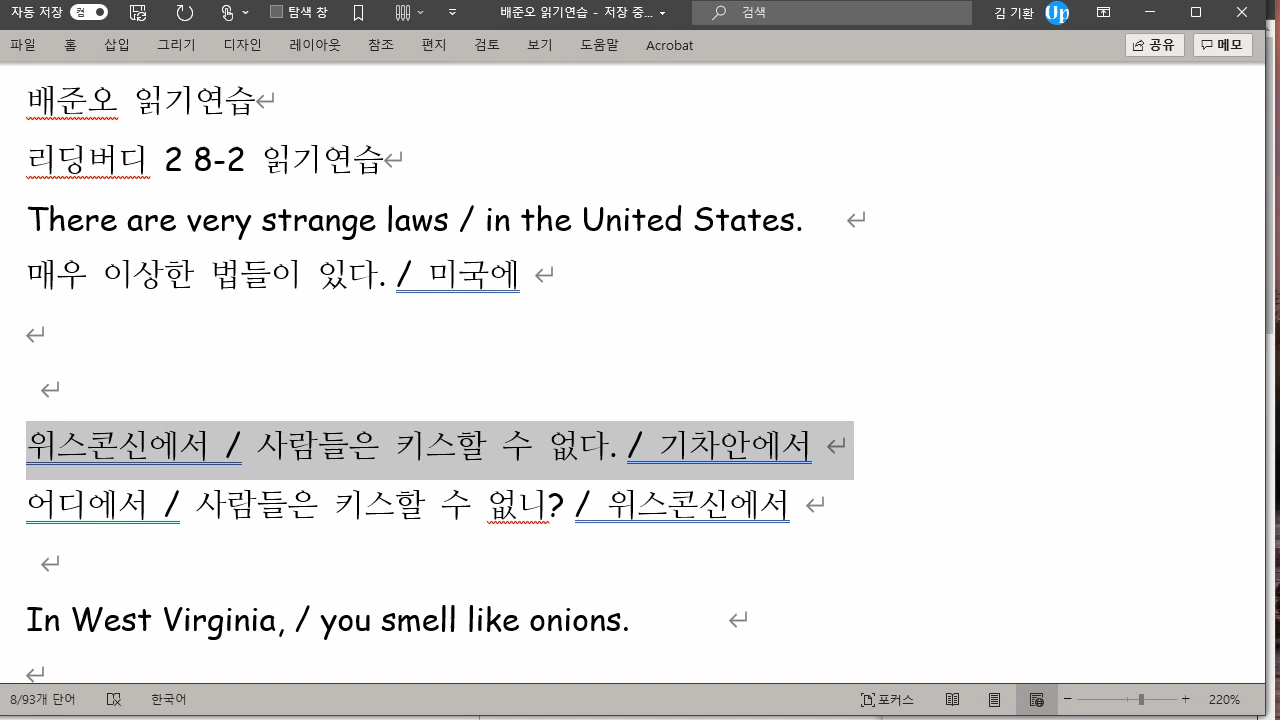 자동 저장 켬 탐색 창 배준오 읽기연습 - 저장 중... 검색 김 기환 Up
파일 홈 삽입 그리기 디자인 레이아웃 참조 편지 검토 보기 도움말 Acrobat 공유 메모
배준오 읽기연습
리딩버디 2 8-2 읽기연습
There are very strange laws / in the United States.
매우 이상한 법들이 있다. / 미국에
위스콘신에서 / 사람들은 키스할 수 없다. / 기차안에서
어디에서 / 사람들은 키스할 수 없니? / 위스콘신에서
In West Virginia, / you smell like onions.
8/93개 단어 한국어 포커스 220%